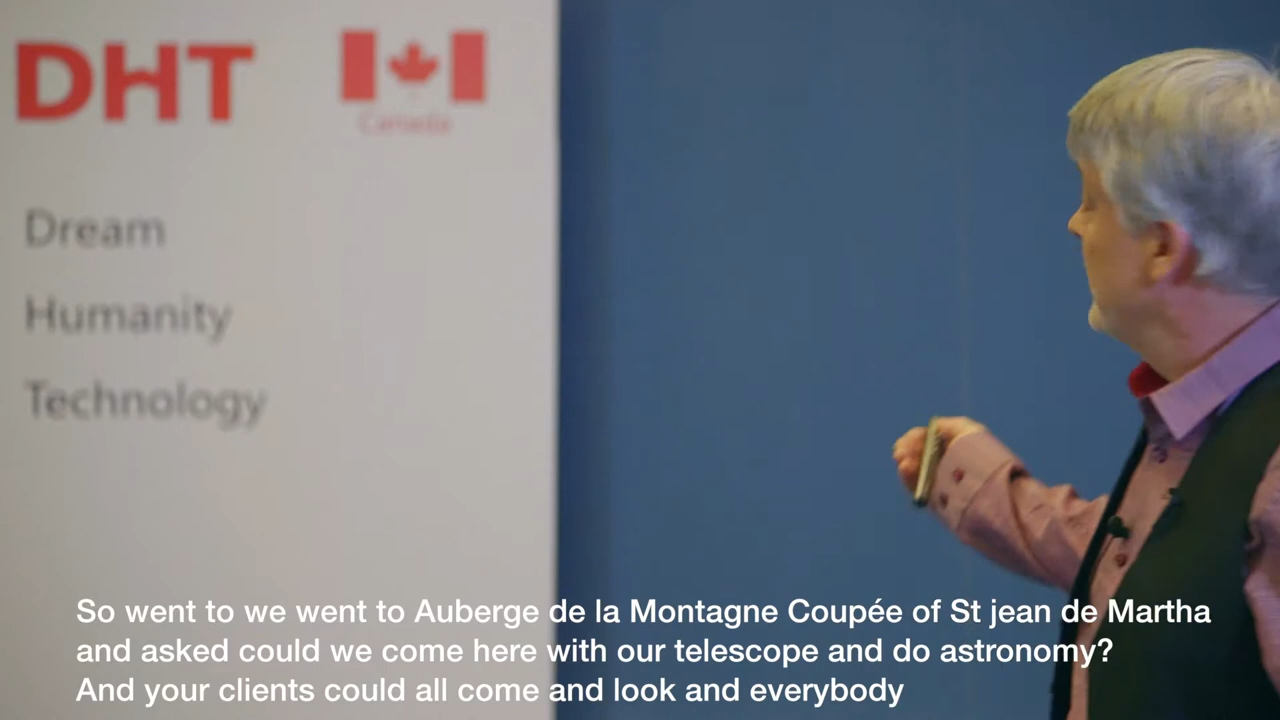 DHT
Canada
Dream
Humanity
Technology
So went to we went to Auberge de la Montagne Coupée of St jean de Martha
and asked could we come here with our telescope and do astronomy?
And your clients could all come and look and everybody